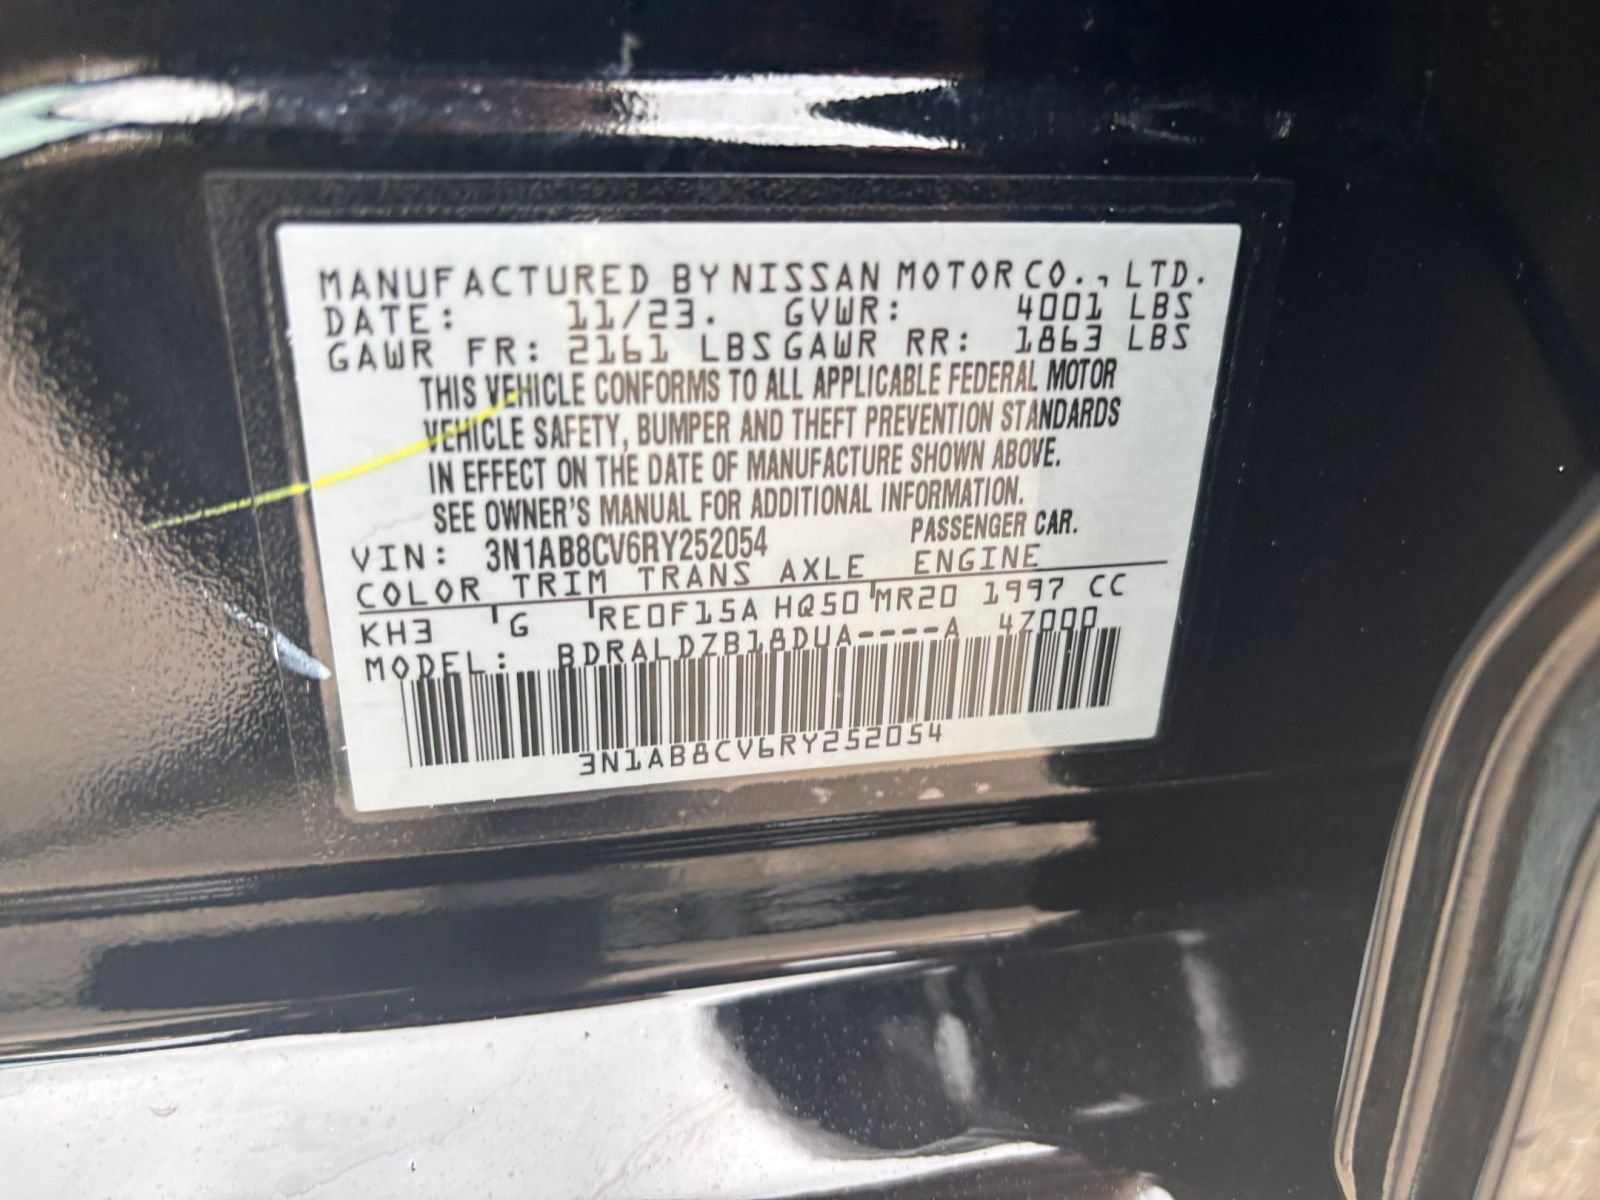 MANUFACTURED BY NISSAN MOTOR CO., LTD.
DATE: 11/23. GVWR: 4001 LBS
GAWR FR: 2161 LBS GAWR RR: 1863 LBS
THIS VEHICLE CONFORMS TO ALL APPLICABLE FEDERAL MOTOR
VEHICLE SAFETY, BUMPER AND THEFT PREVENTION STANDARDS
IN EFFECT ON THE DATE OF MANUFACTURE SHOWN ABOVE.
SEE OWNER'S MANUAL FOR ADDITIONAL INFORMATION.
VIN: 3N1AB8CV6RY252054 PASSENGER CAR.
COLOR TRIM TRANS AXLE ENGINE
KH3 G RE0F15A HQ50 MR20 1997 CC
MODEL: BDRALDZB18DUA----A 4Z000
3N1AB8CV6RY252054